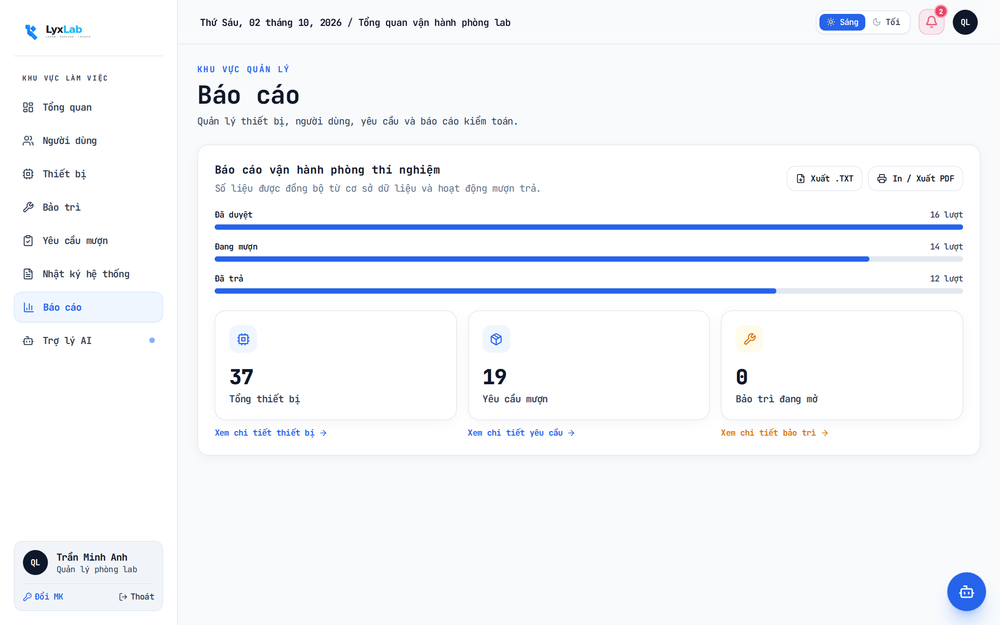 LyxLab
LEARN · EXPLORE · LAUNCH
KHU VỰC LÀM VIỆC
Tổng quan
Người dùng
Thiết bị
Bảo trì
Yêu cầu mượn
Nhật ký hệ thống
Báo cáo
Trợ lý AI
QL
Trần Minh Anh
Quản lý phòng lab
Đổi MK
Thoát
Thứ Sáu, 02 tháng 10, 2026 / Tổng quan vận hành phòng lab
Sáng
Tối
2
QL
KHU VỰC QUẢN LÝ
Báo cáo
Quản lý thiết bị, người dùng, yêu cầu và báo cáo kiểm toán.
Báo cáo vận hành phòng thí nghiệm
Số liệu được đồng bộ từ cơ sở dữ liệu và hoạt động mượn trả.
Xuất .TXT
In / Xuất PDF
Đã duyệt
16 lượt
Đang mượn
14 lượt
Đã trả
12 lượt
37
Tổng thiết bị
Xem chi tiết thiết bị →
19
Yêu cầu mượn
Xem chi tiết yêu cầu →
0
Bảo trì đang mở
Xem chi tiết bảo trì →